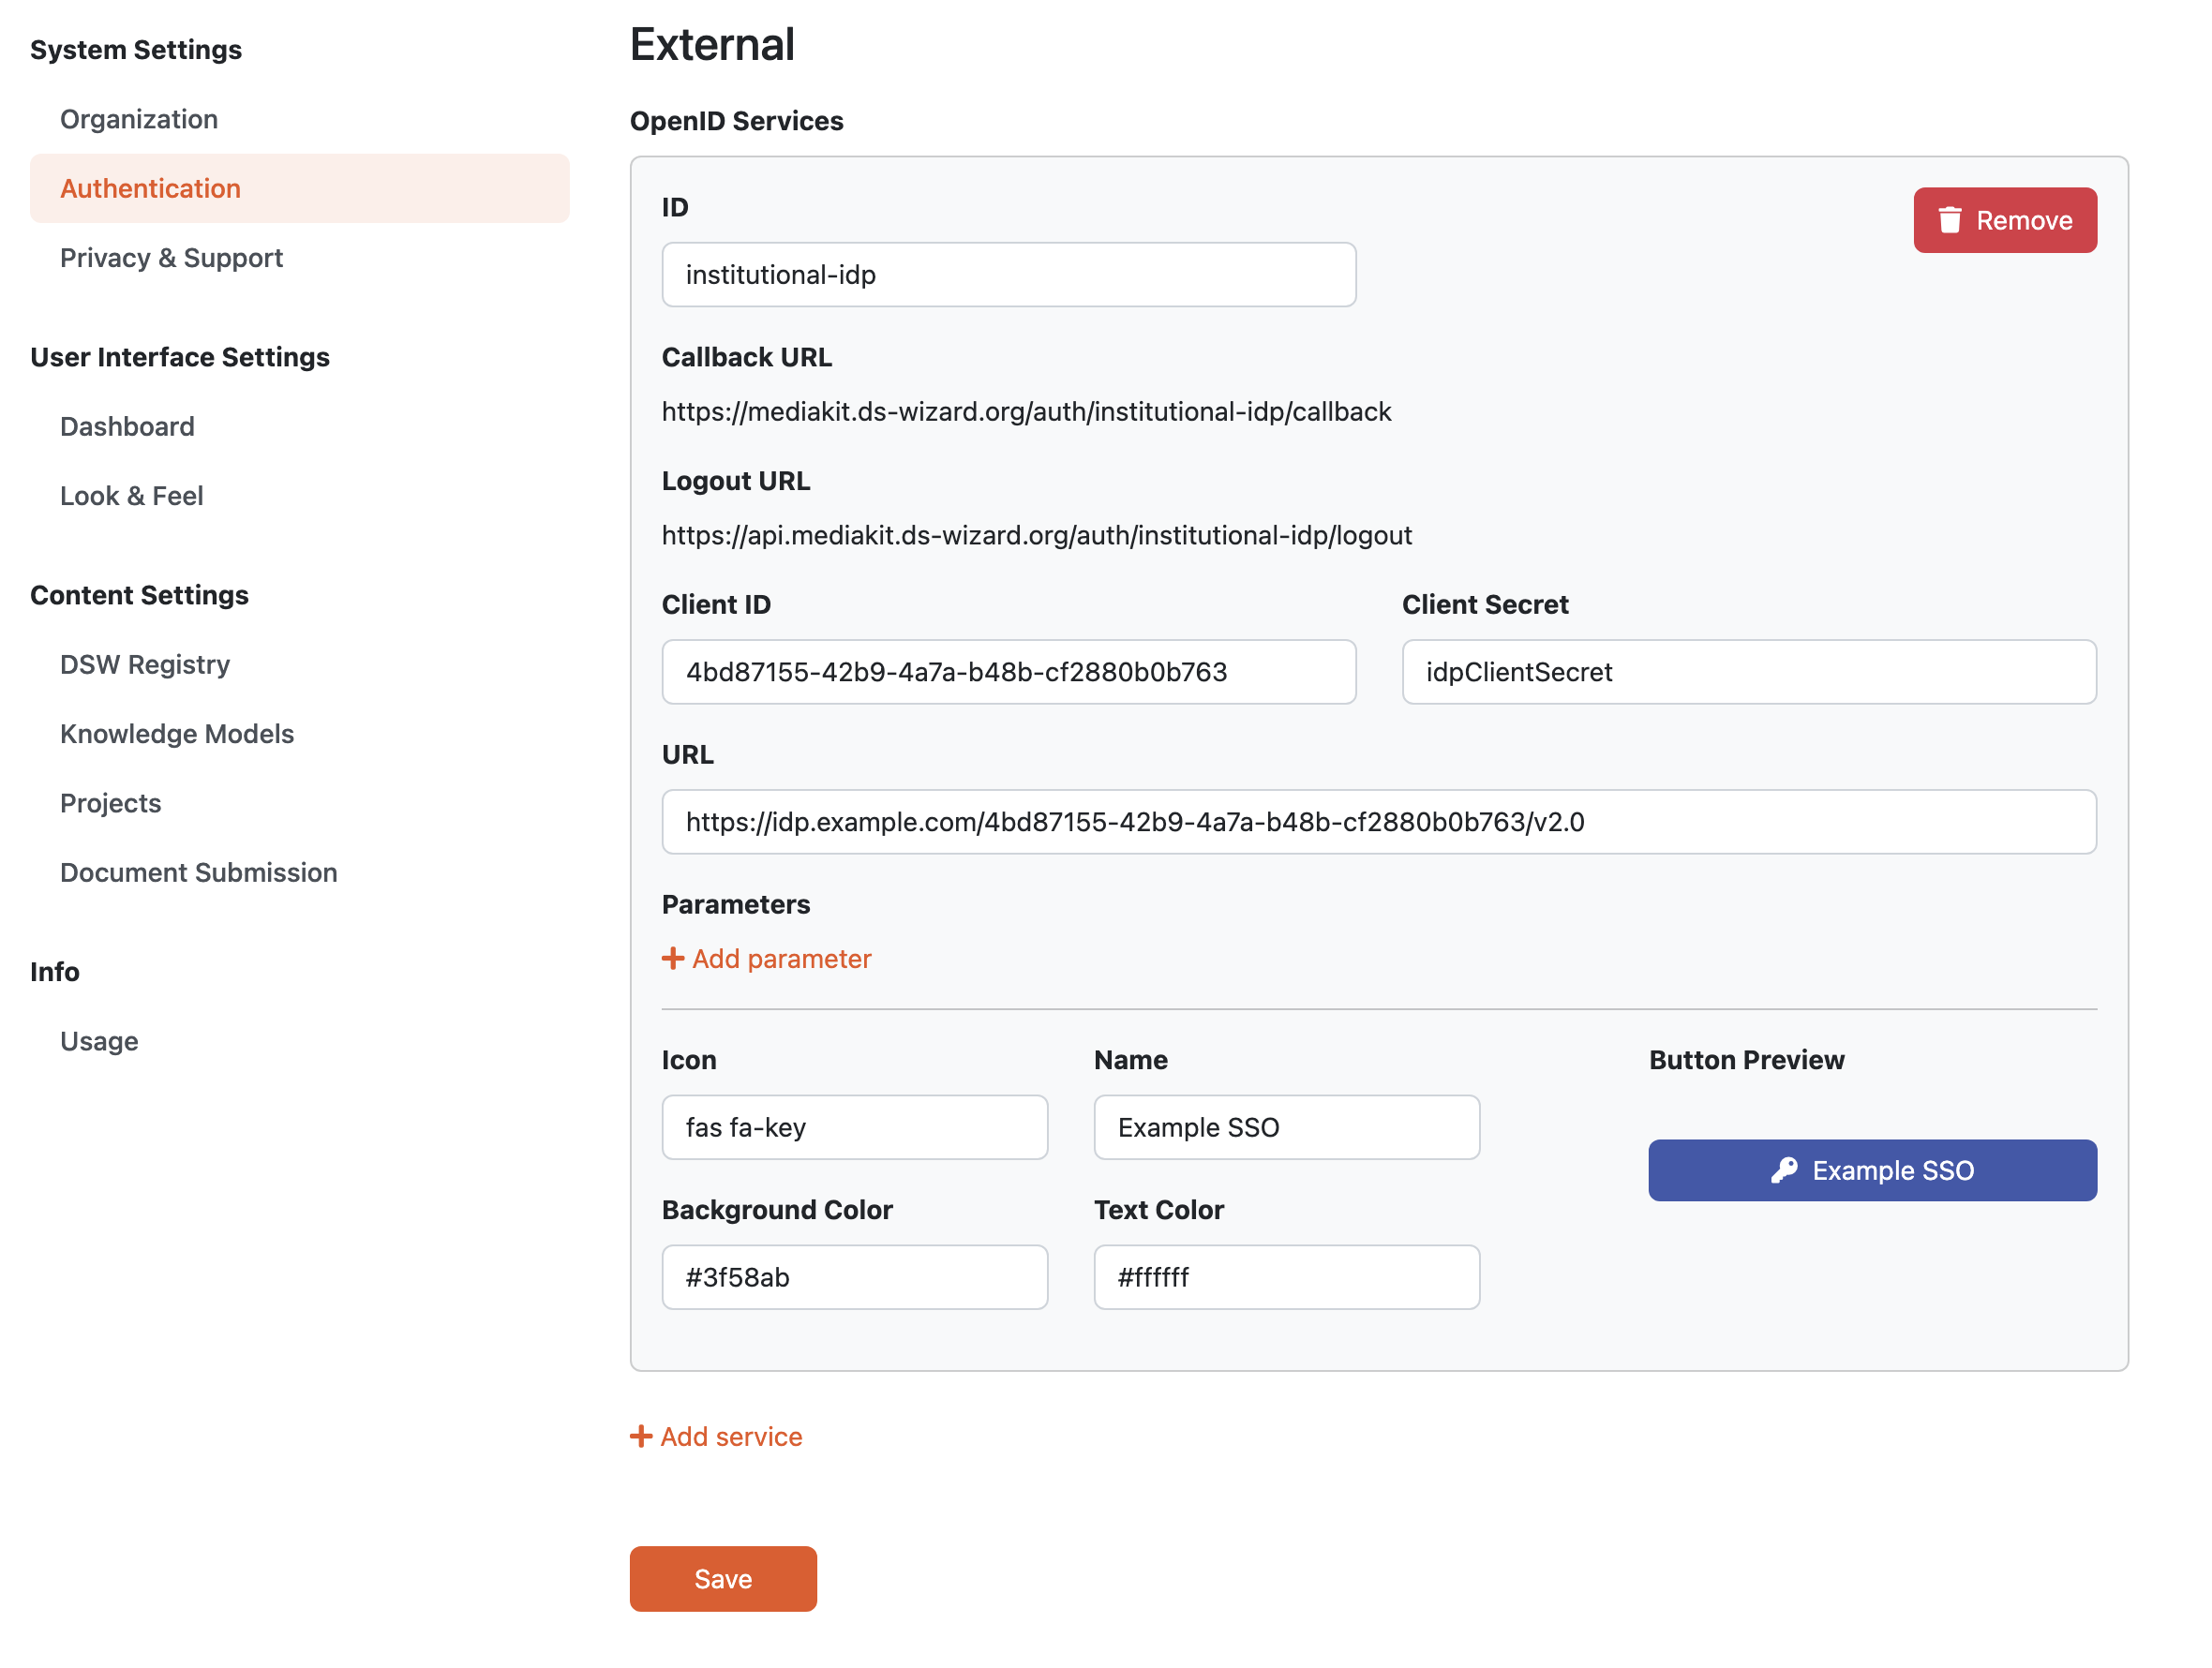 System Settings
Organization
Authentication
Privacy & Support
User Interface Settings
Dashboard
Look & Feel
Content Settings
DSW Registry
Knowledge Models
Projects
Document Submission
Info
Usage
External
OpenID Services
ID
Remove
institutional-idp
Callback URL
https://mediakit.ds-wizard.org/auth/institutional-idp/callback
Logout URL
https://api.mediakit.ds-wizard.org/auth/institutional-idp/logout
Client ID
Client Secret
4bd87155-42b9-4a7a-b48b-cf2880b0b763
idpClientSecret
URL
https://idp.example.com/4bd87155-42b9-4a7a-b48b-cf2880b0b763/v2.0
Parameters
Add parameter
Icon
Name
Button Preview
fas fa-key
Example SSO
Example SSO
Background Color
Text Color
#3f58ab
#ffffff
Add service
Save